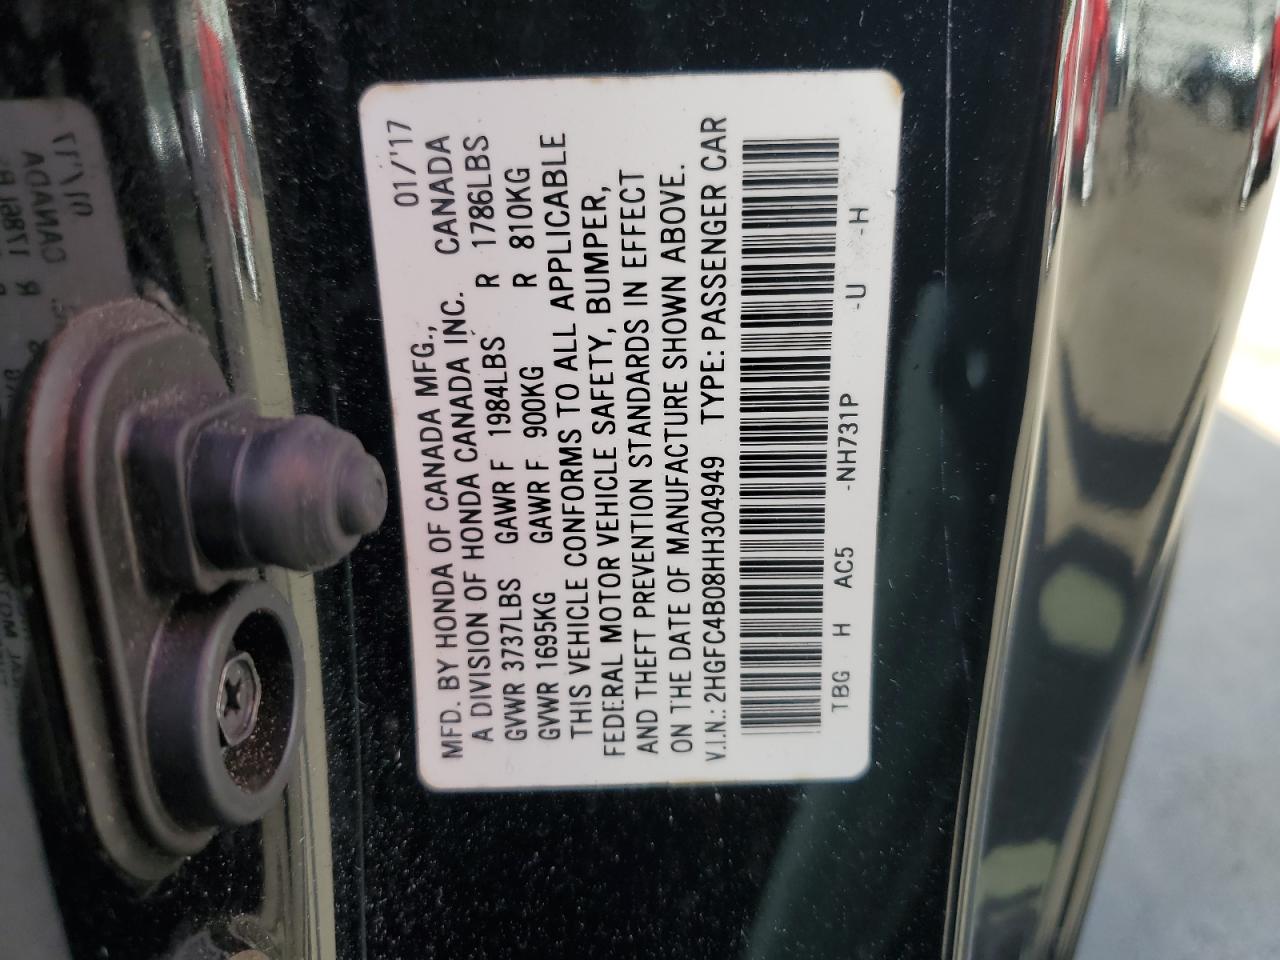 MFD. BY HONDA OF CANADA MFG., 01/'17
A DIVISION OF HONDA CANADA INC. CANADA
GVWR 3737LBS GAWR F 1984LBS R 1786LBS
GVWR 1695KG GAWR F 900KG R 810KG
THIS VEHICLE CONFORMS TO ALL APPLICABLE
FEDERAL MOTOR VEHICLE SAFETY, BUMPER,
AND THEFT PREVENTION STANDARDS IN EFFECT
ON THE DATE OF MANUFACTURE SHOWN ABOVE.
V.I.N.: 2HGFC4B08HH304949 TYPE: PASSENGER CAR
TBG H AC5 -NH731P -U -H